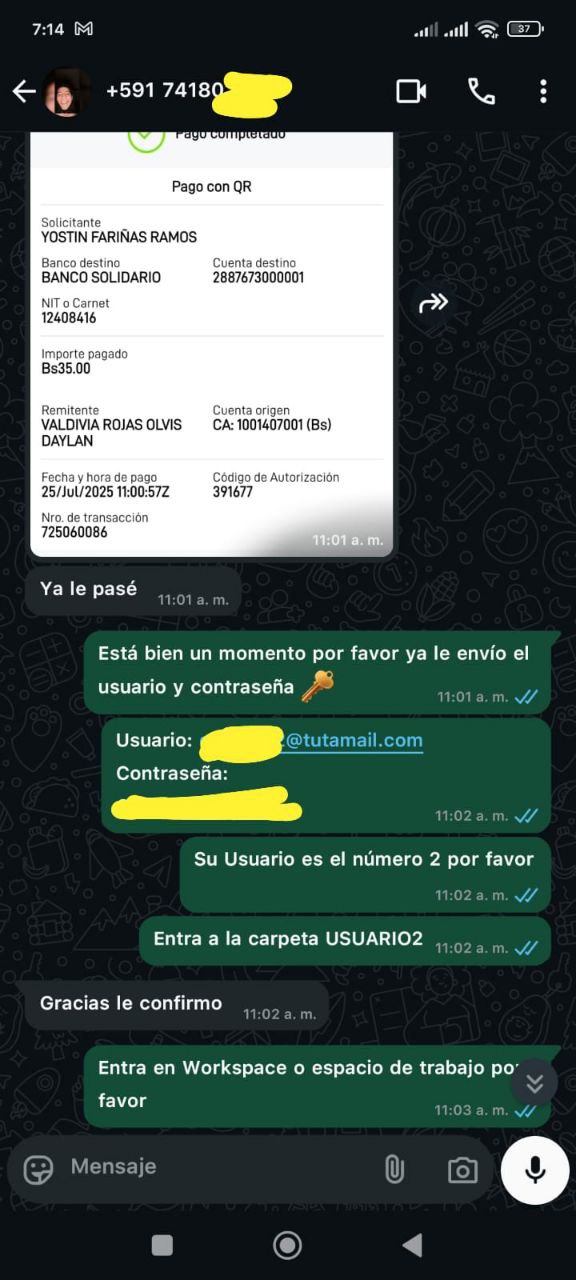 7:14
37
+591 74180
Pago completado
Pago con QR
Solicitante
YOSTIN FARIÑAS RAMOS
Banco destino
BANCO SOLIDARIO
Cuenta destino
2887673000001
NIT o Carnet
12408416
Importe pagado
Bs35.00
Remitente
VALDIVIA ROJAS OLVIS
DAYLAN
Cuenta origen
CA: 1001407001 (Bs)
Fecha y hora de pago
25/Jul/2025 11:00:57Z
Código de Autorización
391677
Nro. de transacción
725060086
11:01 a. m.
Ya le pasé
11:01 a. m.
Está bien un momento por favor ya le envío el
usuario y contraseña
11:01 a. m.
Usuario: @tutamail.com
Contraseña:
11:02 a. m.
Su Usuario es el número 2 por favor
11:02 a. m.
Entra a la carpeta USUARIO2
11:02 a. m.
Gracias le confirmo
11:02 a. m.
Entra en Workspace o espacio de trabajo por
favor
11:03 a. m.
Mensaje